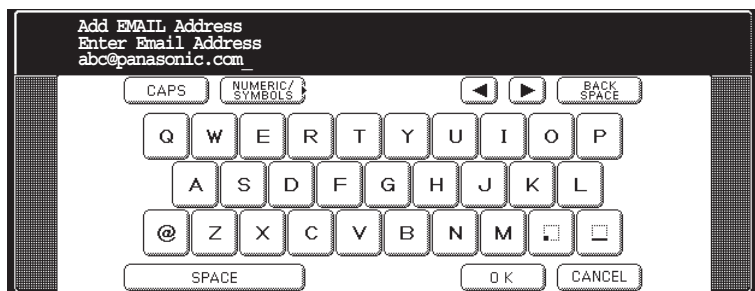 Add EMAIL Address
Enter Email Address
abc@panasonic.com_
CAPS NUMERIC/ SYMBOLS ◀ ▶ BACK SPACE
Q W E R T Y U I O P
A S D F G H J K L
@ Z X C V B N M . _
SPACE OK CANCEL